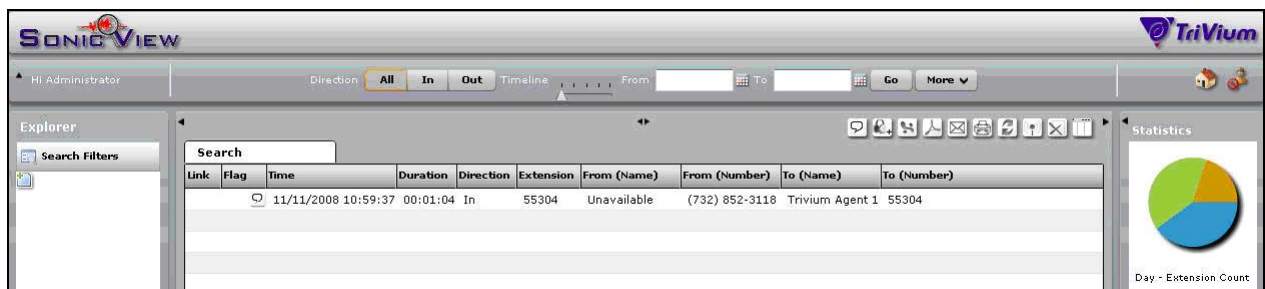 SONIC VIEW
TriVium
Hi Administrator
Direction All In Out Timeline From To Go More
Explorer
Search Filters
Search
Statistics
Link Flag Time Duration Direction Extension From (Name) From (Number) To (Name) To (Number)
11/11/2008 10:59:37 00:01:04 In 55304 Unavailable (732) 852-3118 Trivium Agent 1 55304
Day - Extension Count